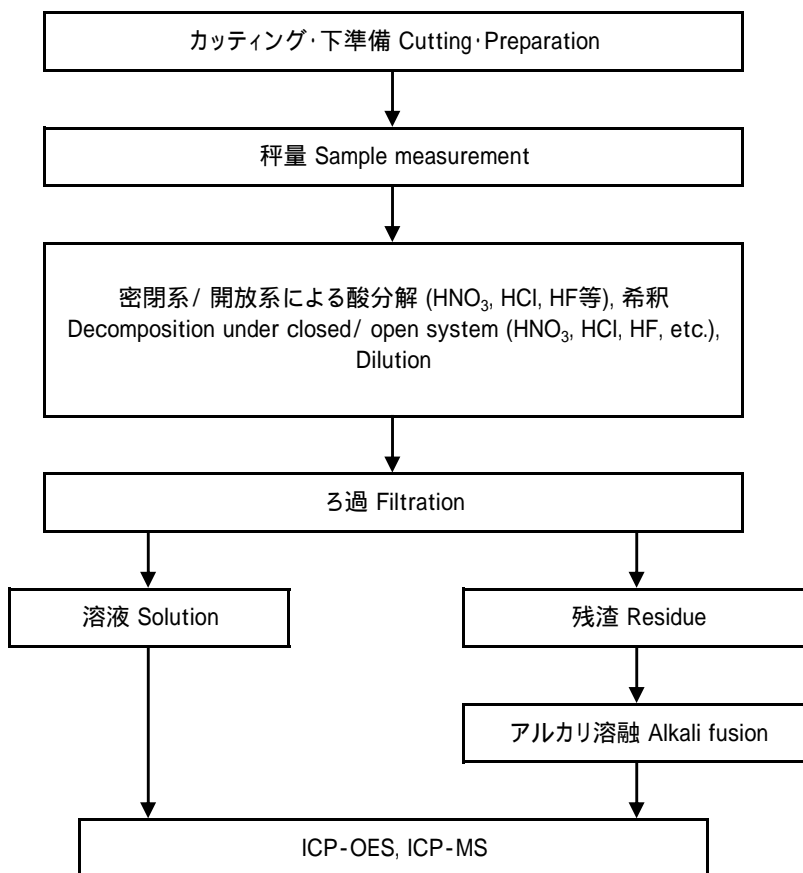 カッティング･下準備 Cutting･Preparation
秤量 Sample measurement
密閉系/ 開放系による酸分解 (HNO₃, HCl, HF等), 希釈
Decomposition under closed/ open system (HNO₃, HCl, HF, etc.),
Dilution
ろ過 Filtration
溶液 Solution
残渣 Residue
アルカリ溶融 Alkali fusion
ICP-OES, ICP-MS